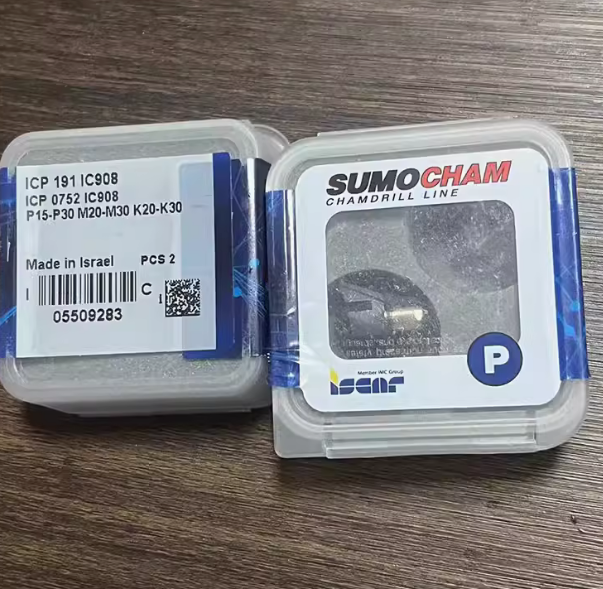 ICP 191 IC908
ICP 0752 IC908
P15-P30 M20-M30 K20-K30
Made in Israel PCS 2
I C 1
05509283
SUMOCHAM
CHAMDRILL LINE
P
Member IMC Group
ISCAR